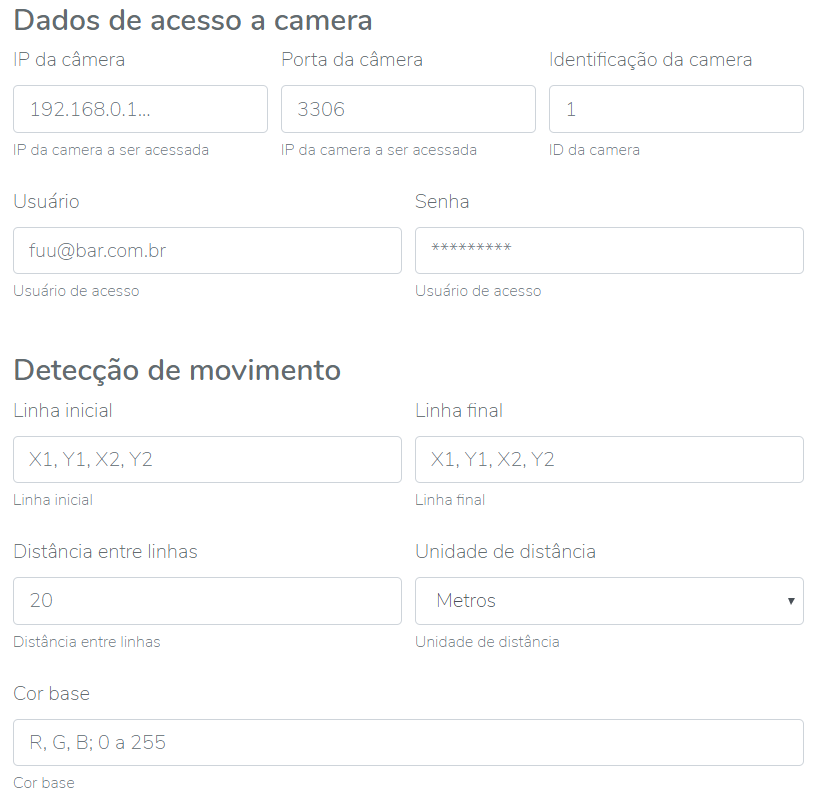 Dados de acesso a camera
IP da câmera Porta da câmera Identificação da camera
192.168.0.1... 3306 1
IP da camera a ser acessada IP da camera a ser acessada ID da camera
Usuário Senha
fuu@bar.com.br *********
Usuário de acesso Usuário de acesso
Detecção de movimento
Linha inicial Linha final
X1, Y1, X2, Y2 X1, Y1, X2, Y2
Linha inicial Linha final
Distância entre linhas Unidade de distância
20 Metros
Distância entre linhas Unidade de distância
Cor base
R, G, B; 0 a 255
Cor base